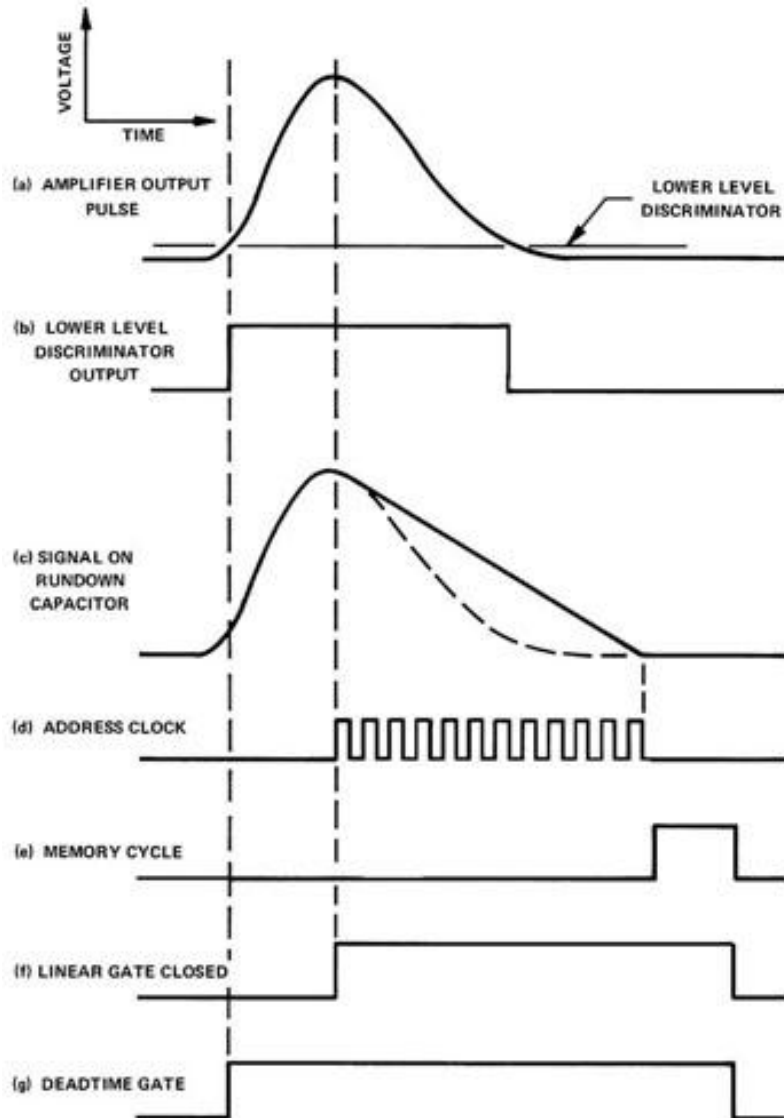 VOLTAGE
TIME
(a) AMPLIFIER OUTPUT
PULSE
LOWER LEVEL
DISCRIMINATOR
(b) LOWER LEVEL
DISCRIMINATOR
OUTPUT
(c) SIGNAL ON
RUNDOWN
CAPACITOR
(d) ADDRESS CLOCK
(e) MEMORY CYCLE
(f) LINEAR GATE CLOSED
(g) DEADTIME GATE